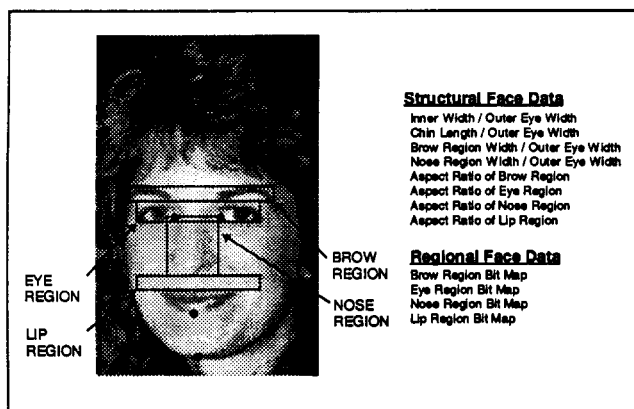 Structural Face Data
Inner Width / Outer Eye Width
Chin Length / Outer Eye Width
Brow Region Width / Outer Eye Width
Nose Region Width / Outer Eye Width
Aspect Ratio of Brow Region
Aspect Ratio of Eye Region
Aspect Ratio of Nose Region
Aspect Ratio of Lip Region
Regional Face Data
Brow Region Bit Map
Eye Region Bit Map
Nose Region Bit Map
Lip Region Bit Map
BROW
REGION
EYE
REGION
NOSE
REGION
LIP
REGION